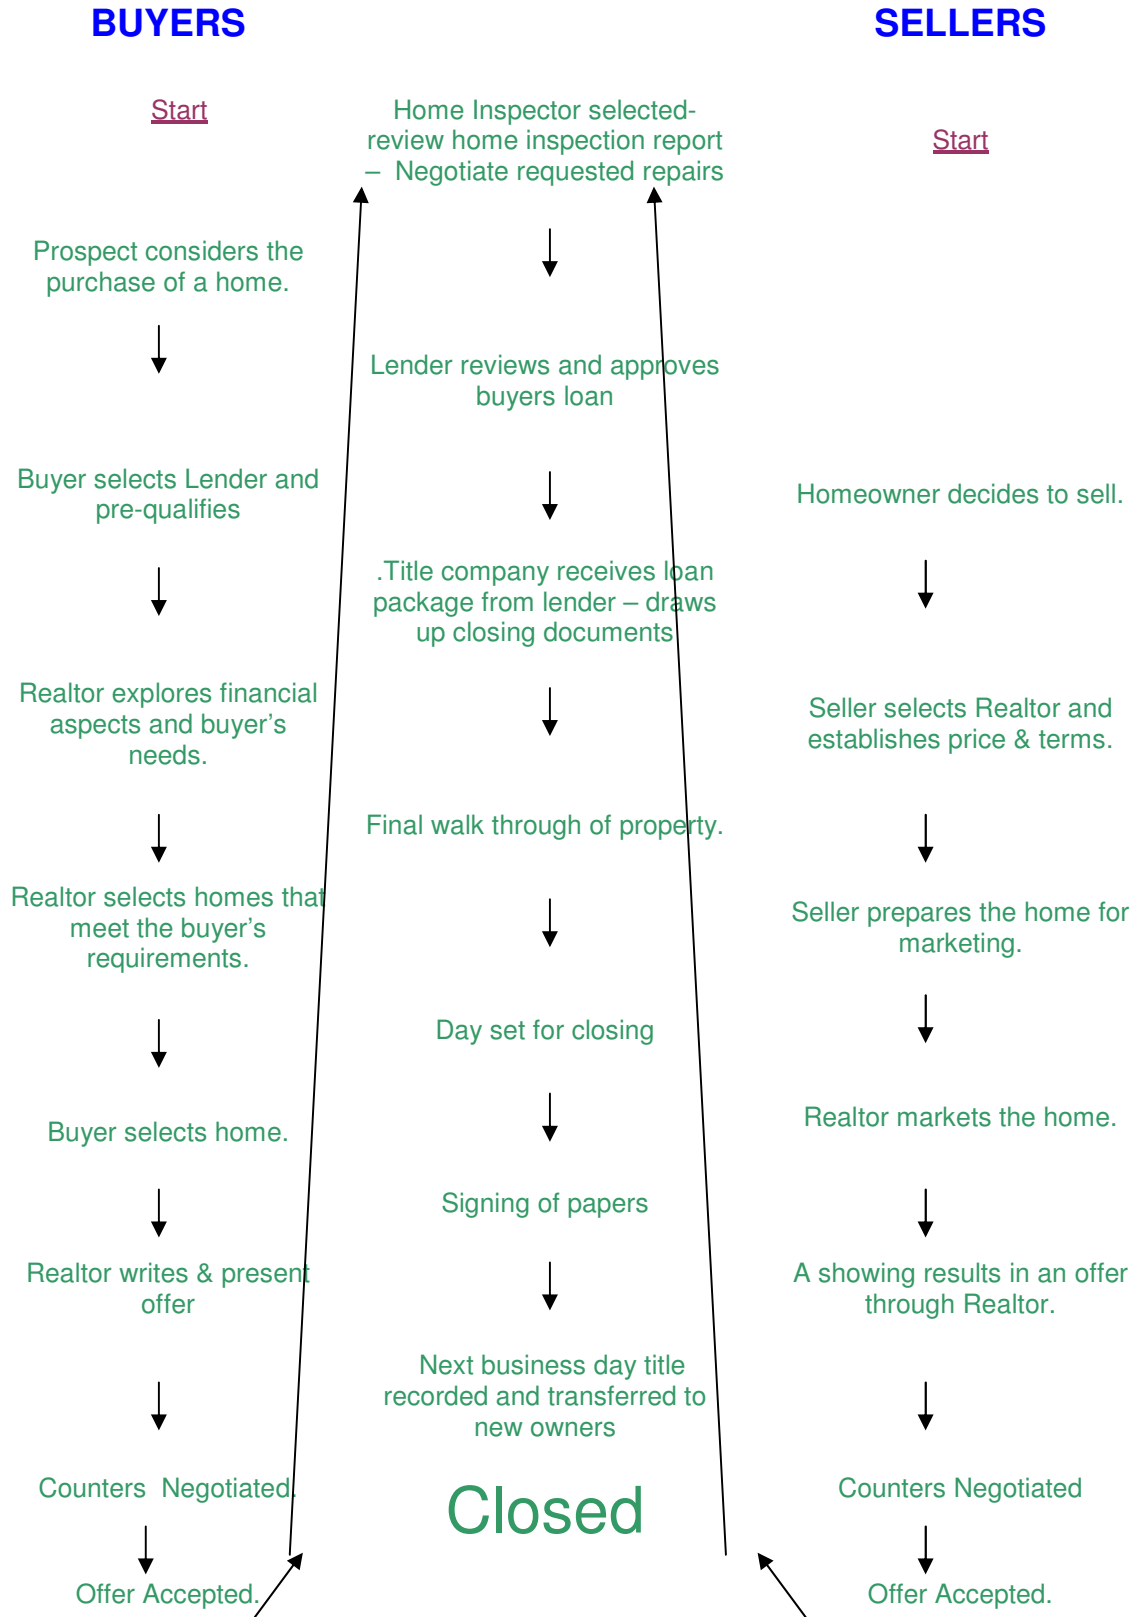 BUYERS
SELLERS
Start
Prospect considers the
purchase of a home.
Buyer selects Lender and
pre-qualifies
Realtor explores financial
aspects and buyer’s
needs.
Realtor selects homes that
meet the buyer’s
requirements.
Buyer selects home.
Realtor writes & present
offer
Counters  Negotiated.
Offer Accepted.
Home Inspector selected-
review home inspection report
–  Negotiate requested repairs
Lender reviews and approves
buyers loan
.Title company receives loan
package from lender – draws
up closing documents
Final walk through of property.
Day set for closing
Signing of papers
Next business day title
recorded and transferred to
new owners
Closed
Start
Homeowner decides to sell.
Seller selects Realtor and
establishes price & terms.
Seller prepares the home for
marketing.
Realtor markets the home.
A showing results in an offer
through Realtor.
Counters Negotiated
Offer Accepted.